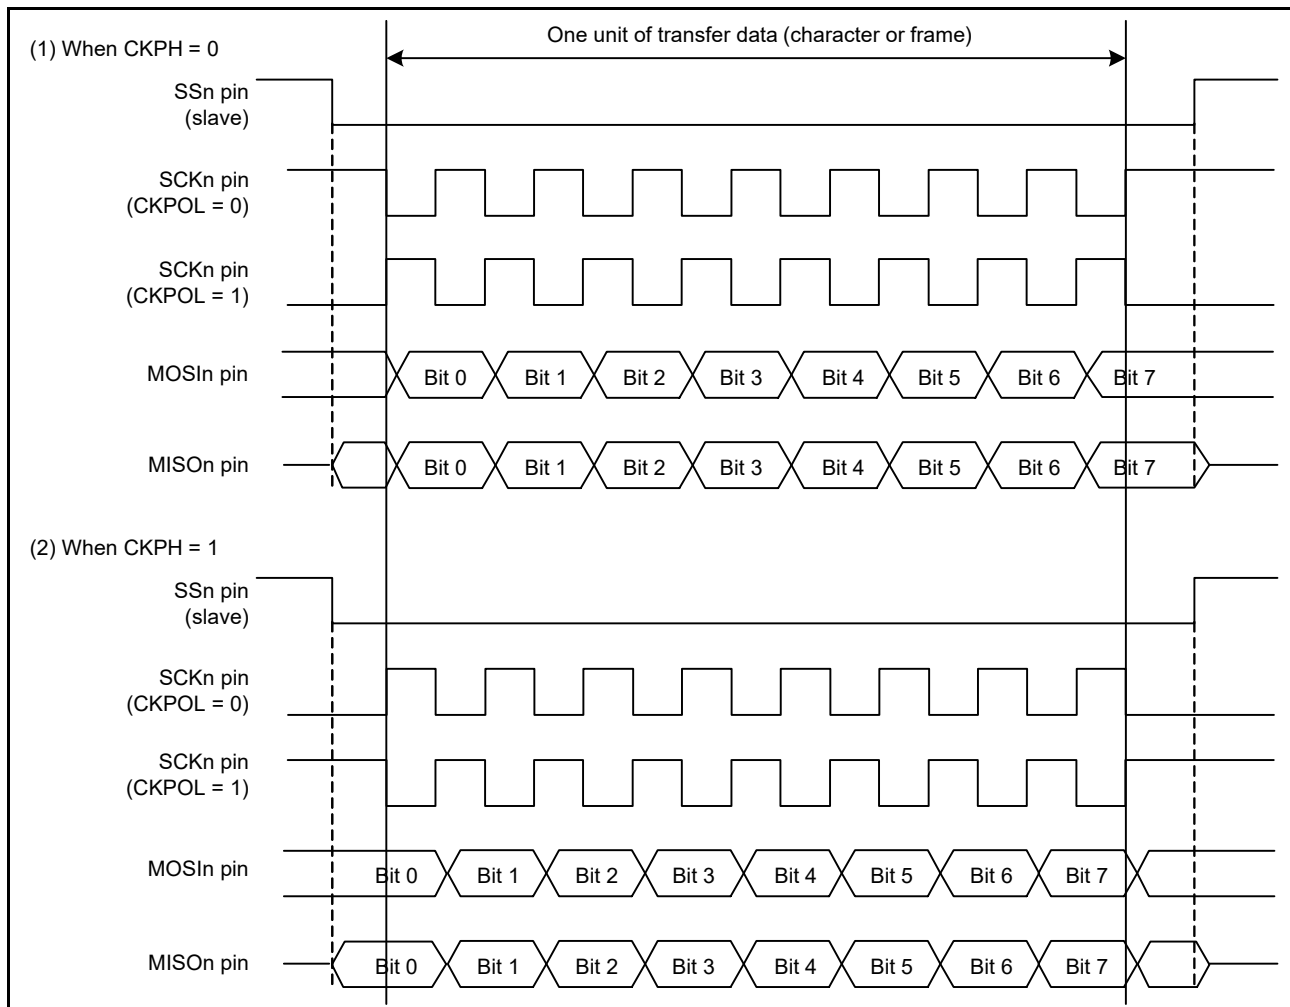 One unit of transfer data (character or frame)
(1) When CKPH = 0
SSn pin
(slave)
SCKn pin
(CKPOL = 0)
SCKn pin
(CKPOL = 1)
MOSIn pin
Bit 0 Bit 1 Bit 2 Bit 3 Bit 4 Bit 5 Bit 6 Bit 7
MISOn pin
Bit 0 Bit 1 Bit 2 Bit 3 Bit 4 Bit 5 Bit 6 Bit 7
(2) When CKPH = 1
SSn pin
(slave)
SCKn pin
(CKPOL = 0)
SCKn pin
(CKPOL = 1)
MOSIn pin
Bit 0 Bit 1 Bit 2 Bit 3 Bit 4 Bit 5 Bit 6 Bit 7
MISOn pin
Bit 0 Bit 1 Bit 2 Bit 3 Bit 4 Bit 5 Bit 6 Bit 7